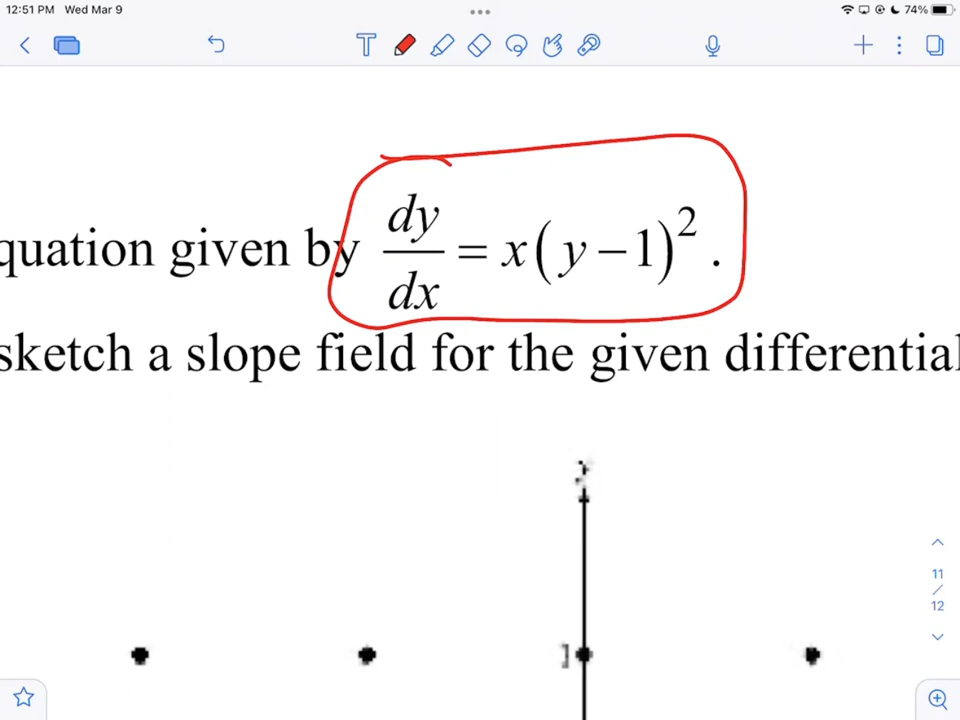 12:51 PM Wed Mar 9
74%
T
quation given by dy/dx = x(y−1)².
sketch a slope field for the given differential
11
/
12